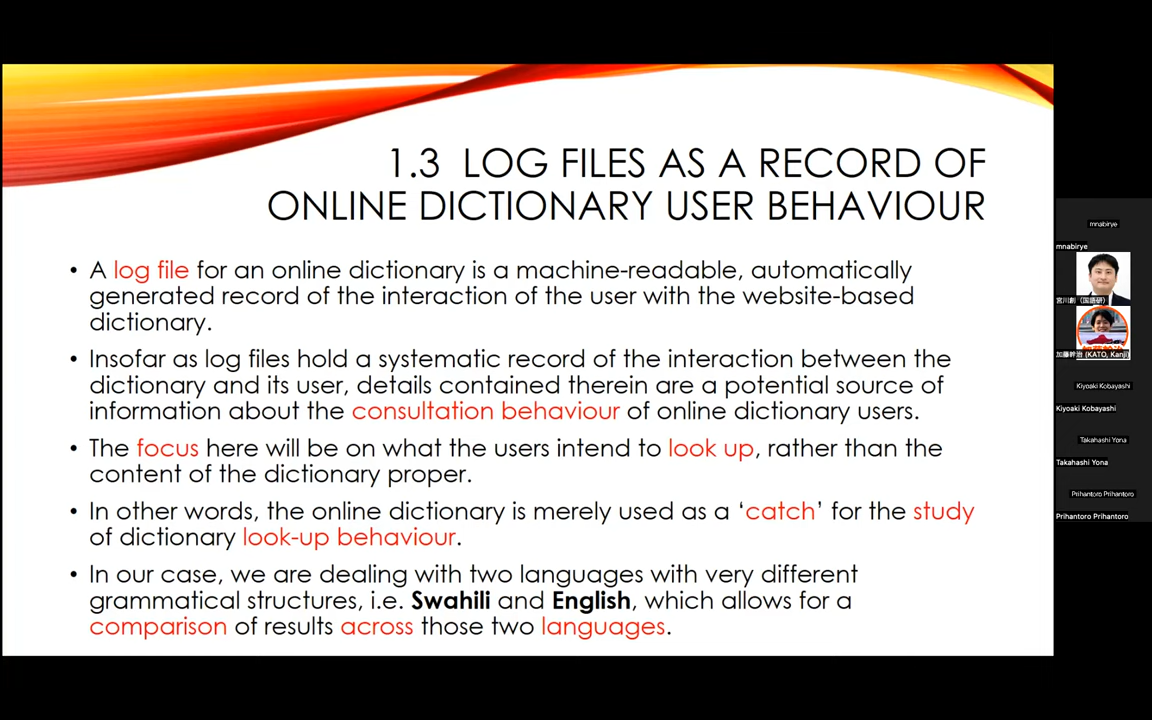 1.3 LOG FILES AS A RECORD OF
ONLINE DICTIONARY USER BEHAVIOUR
• A log file for an online dictionary is a machine-readable, automatically
generated record of the interaction of the user with the website-based
dictionary.
• Insofar as log files hold a systematic record of the interaction between the
dictionary and its user, details contained therein are a potential source of
information about the consultation behaviour of online dictionary users.
• The focus here will be on what the users intend to look up, rather than the
content of the dictionary proper.
• In other words, the online dictionary is merely used as a ‘catch’ for the study
of dictionary look-up behaviour.
• In our case, we are dealing with two languages with very different
grammatical structures, i.e. Swahili and English, which allows for a
comparison of results across those two languages.
mnabirye
mnabirye
宮川創（国語研）
加藤幹治 (KATO, Kanji)
Kiyoaki Kobayashi
Kiyoaki Kobayashi
Takahashi Yona
Takahashi Yona
Prihantoro Prihantoro
Prihantoro Prihantoro